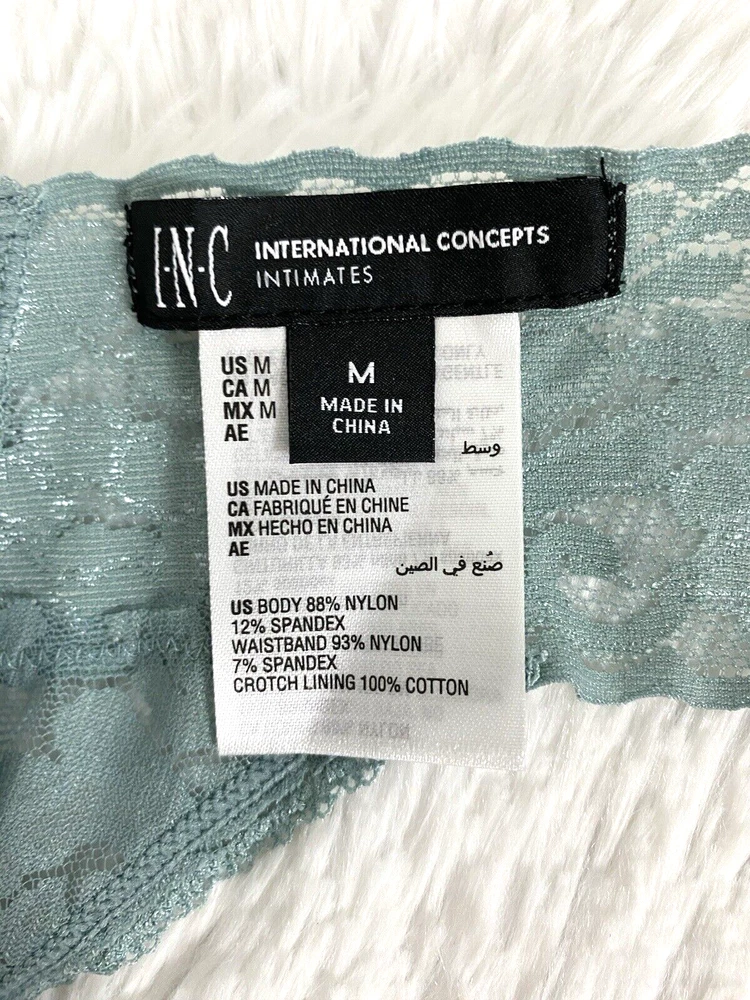 I·N·C INTERNATIONAL CONCEPTS
INTIMATES
M
MADE IN
CHINA
US M
CA M
MX M
AE
وسط
US MADE IN CHINA
CA FABRIQUÉ EN CHINE
MX HECHO EN CHINA
AE
صُنع في الصين
US BODY 88% NYLON
12% SPANDEX
WAISTBAND 93% NYLON
7% SPANDEX
CROTCH LINING 100% COTTON